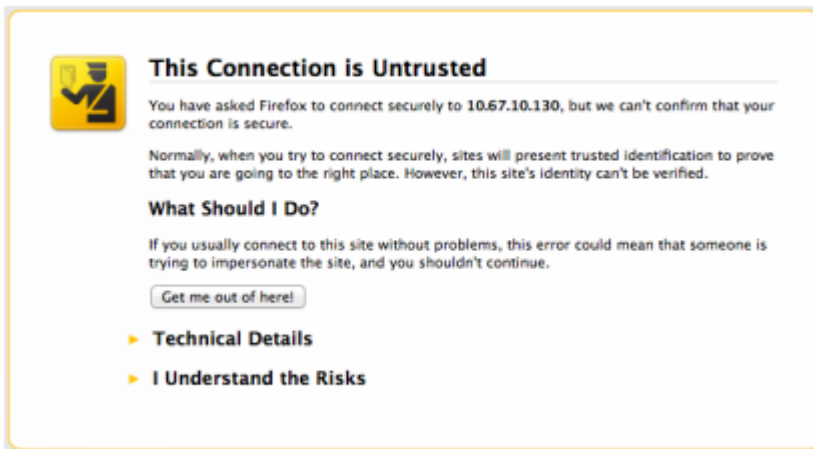 This Connection is Untrusted
You have asked Firefox to connect securely to 10.67.10.130, but we can't confirm that your
connection is secure.
Normally, when you try to connect securely, sites will present trusted identification to prove
that you are going to the right place. However, this site's identity can't be verified.
What Should I Do?
If you usually connect to this site without problems, this error could mean that someone is
trying to impersonate the site, and you shouldn't continue.
Get me out of here!
Technical Details
I Understand the Risks